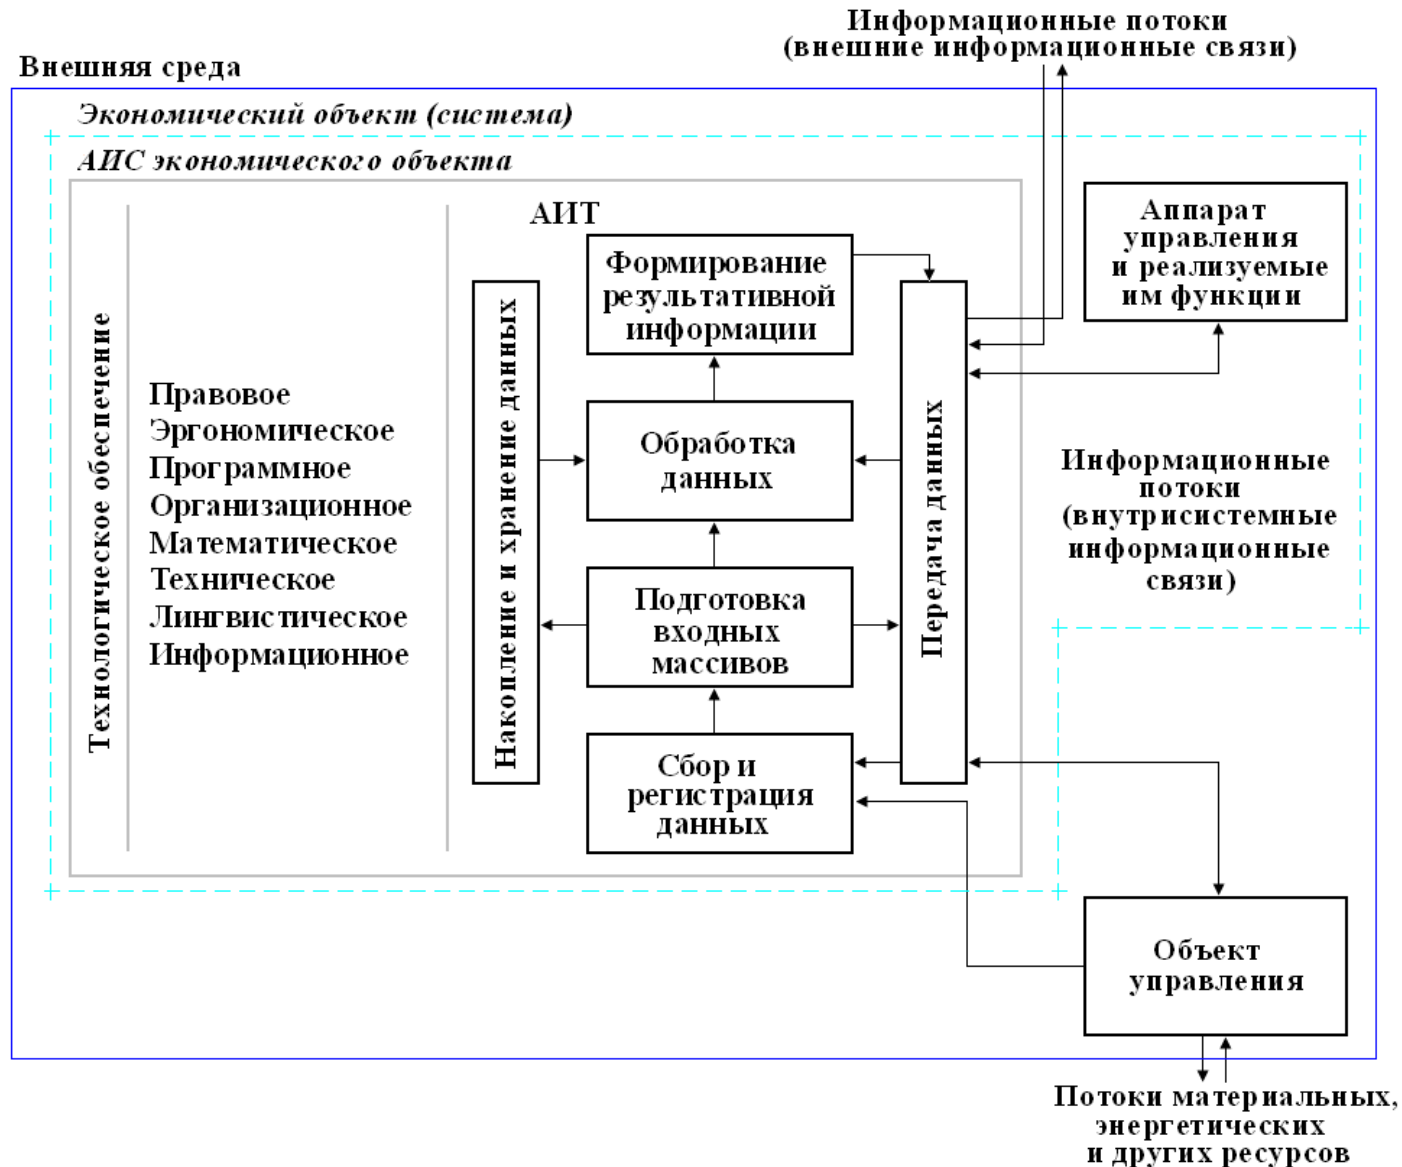 Информационные потоки
(внешние информационные связи)
Внешняя среда
Экономический объект (система)
АИС экономического объекта
АИТ
Технологическое обеспечение
Правовое
Эргономическое
Программное
Организационное
Математическое
Техническое
Лингвистическое
Информационное
Накопление и хранение данных
Формирование
результативной
информации
Обработка
данных
Подготовка
входных
массивов
Сбор и
регистрация
данных
Передача данных
Аппарат
управления
и реализуемые
им функции
Информационные
потоки
(внутрисистемные
информационные
связи)
Объект
управления
Потоки материальных,
энергетических
и других ресурсов